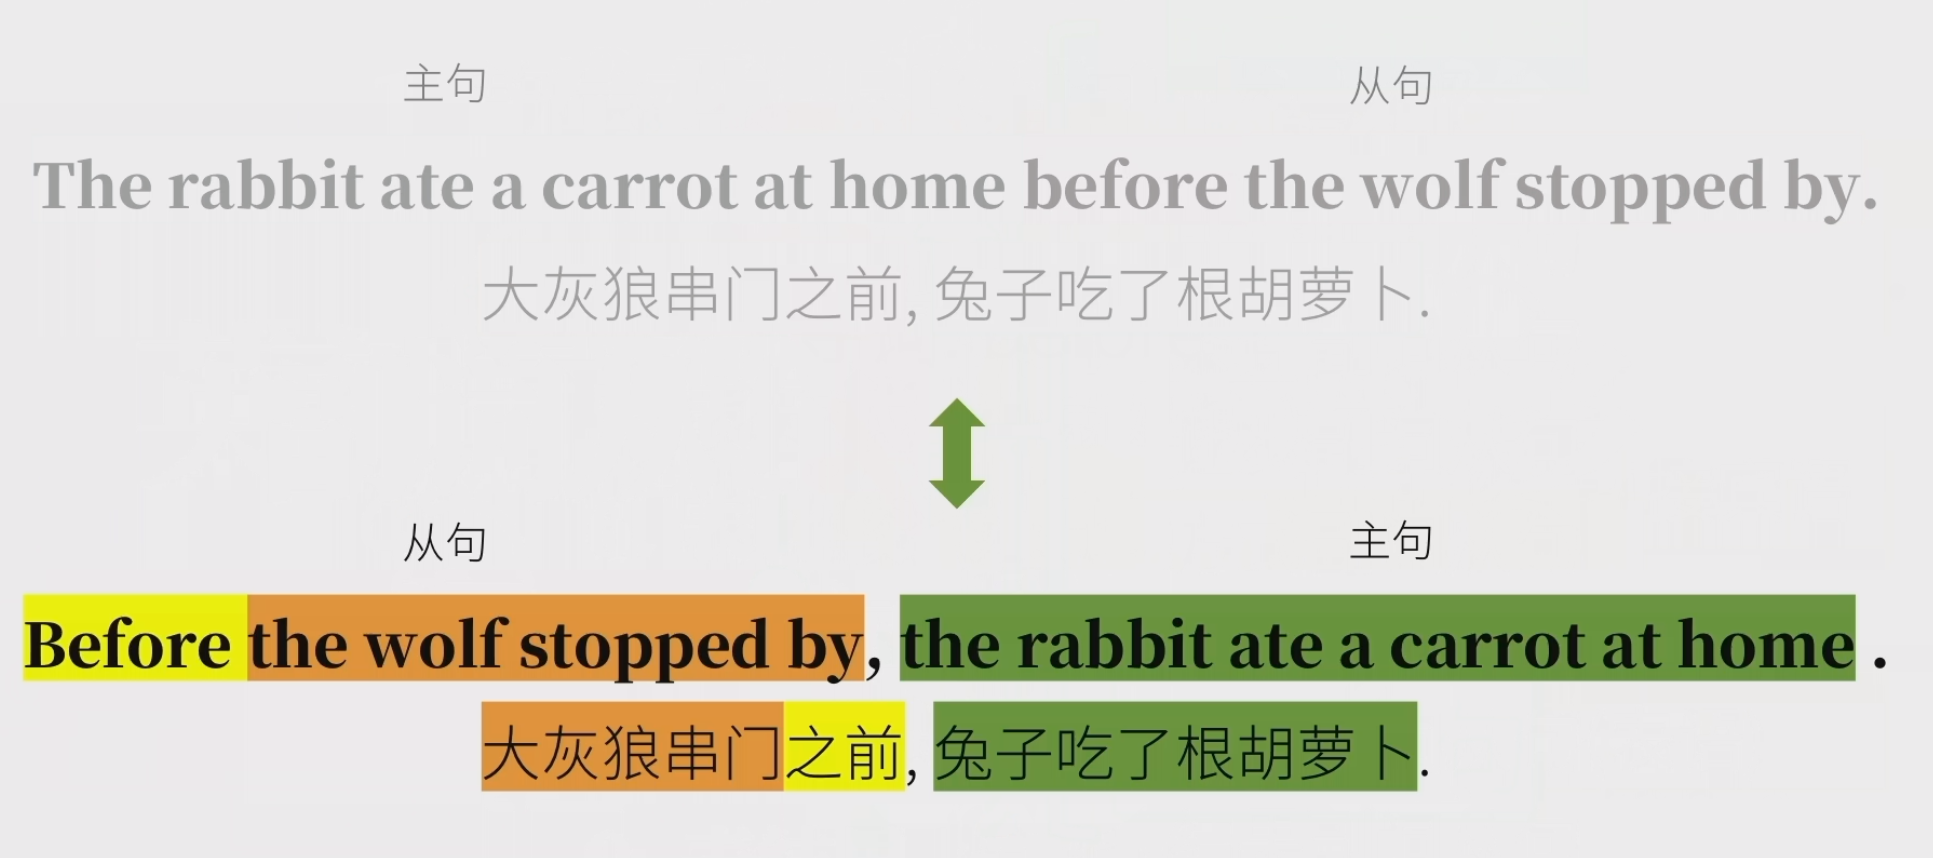 主句 从句
The rabbit ate a carrot at home before the wolf stopped by.
大灰狼串门之前, 兔子吃了根胡萝卜.
从句 主句
Before the wolf stopped by, the rabbit ate a carrot at home .
大灰狼串门之前, 兔子吃了根胡萝卜.